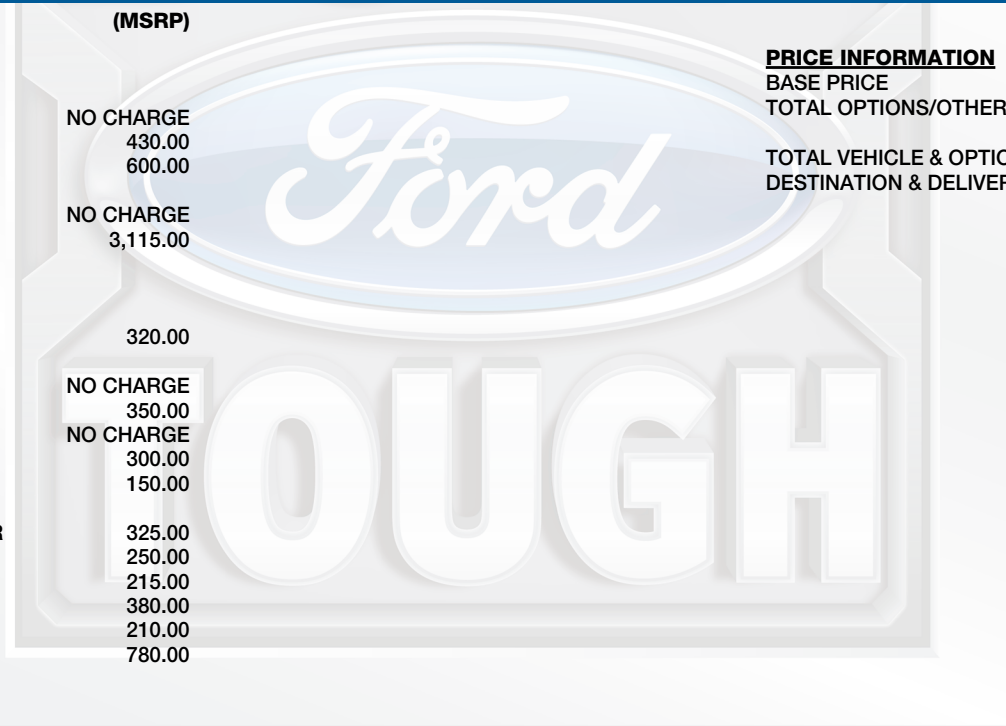 (MSRP)
NO CHARGE
430.00
600.00
NO CHARGE
3,115.00
320.00
NO CHARGE
350.00
NO CHARGE
300.00
150.00
R 325.00
250.00
215.00
380.00
210.00
780.00
PRICE INFORMATION
BASE PRICE
TOTAL OPTIONS/OTHER
TOTAL VEHICLE & OPTIO
DESTINATION & DELIVER
Ford
TOUGH